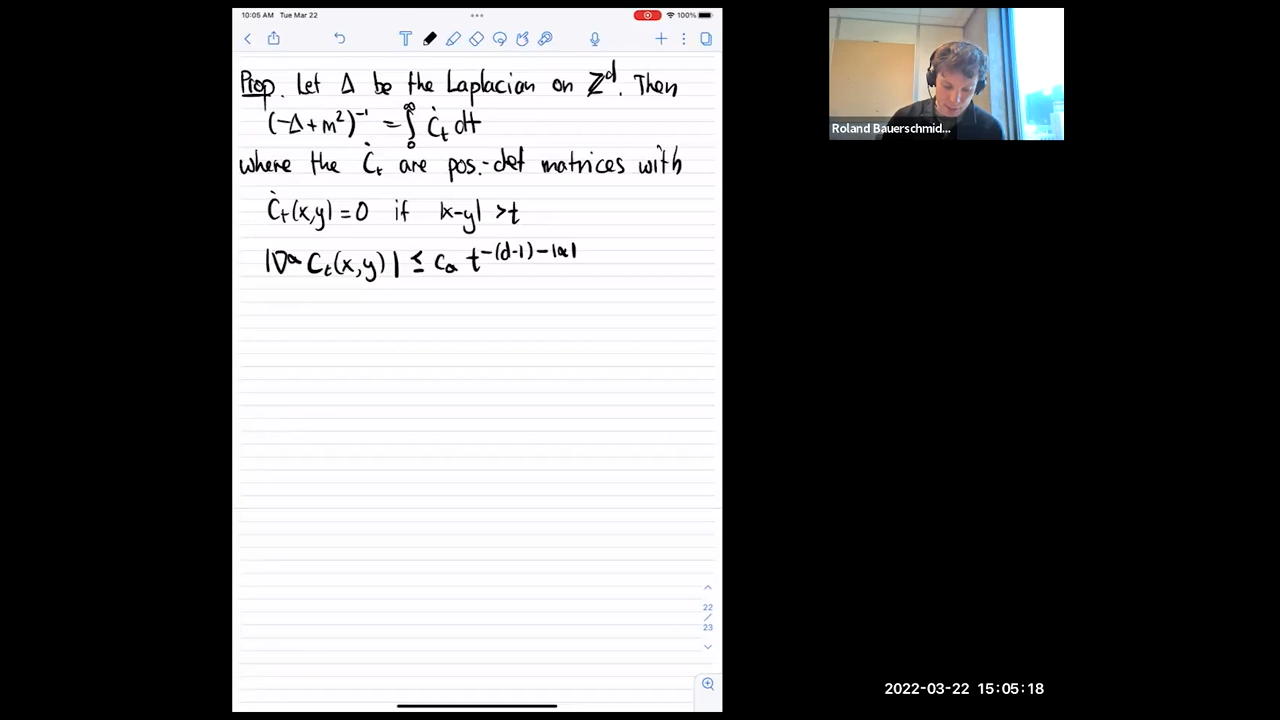 10:05 AM Tue Mar 22
100%
Prop. Let Δ be the Laplacian on ℤ^d. Then
(-Δ+m²)^{-1} = ∫_0^∞ Ċ_t dt
where the Ċ_t are pos.-def matrices with
Ċ_t(x,y) = 0 if |x-y| > t
|∇^α C_t(x,y)| ≤ c_α t^{-(d-1)-|α|}
22
/
23
Roland Bauerschmid...
2022-03-22 15:05:18